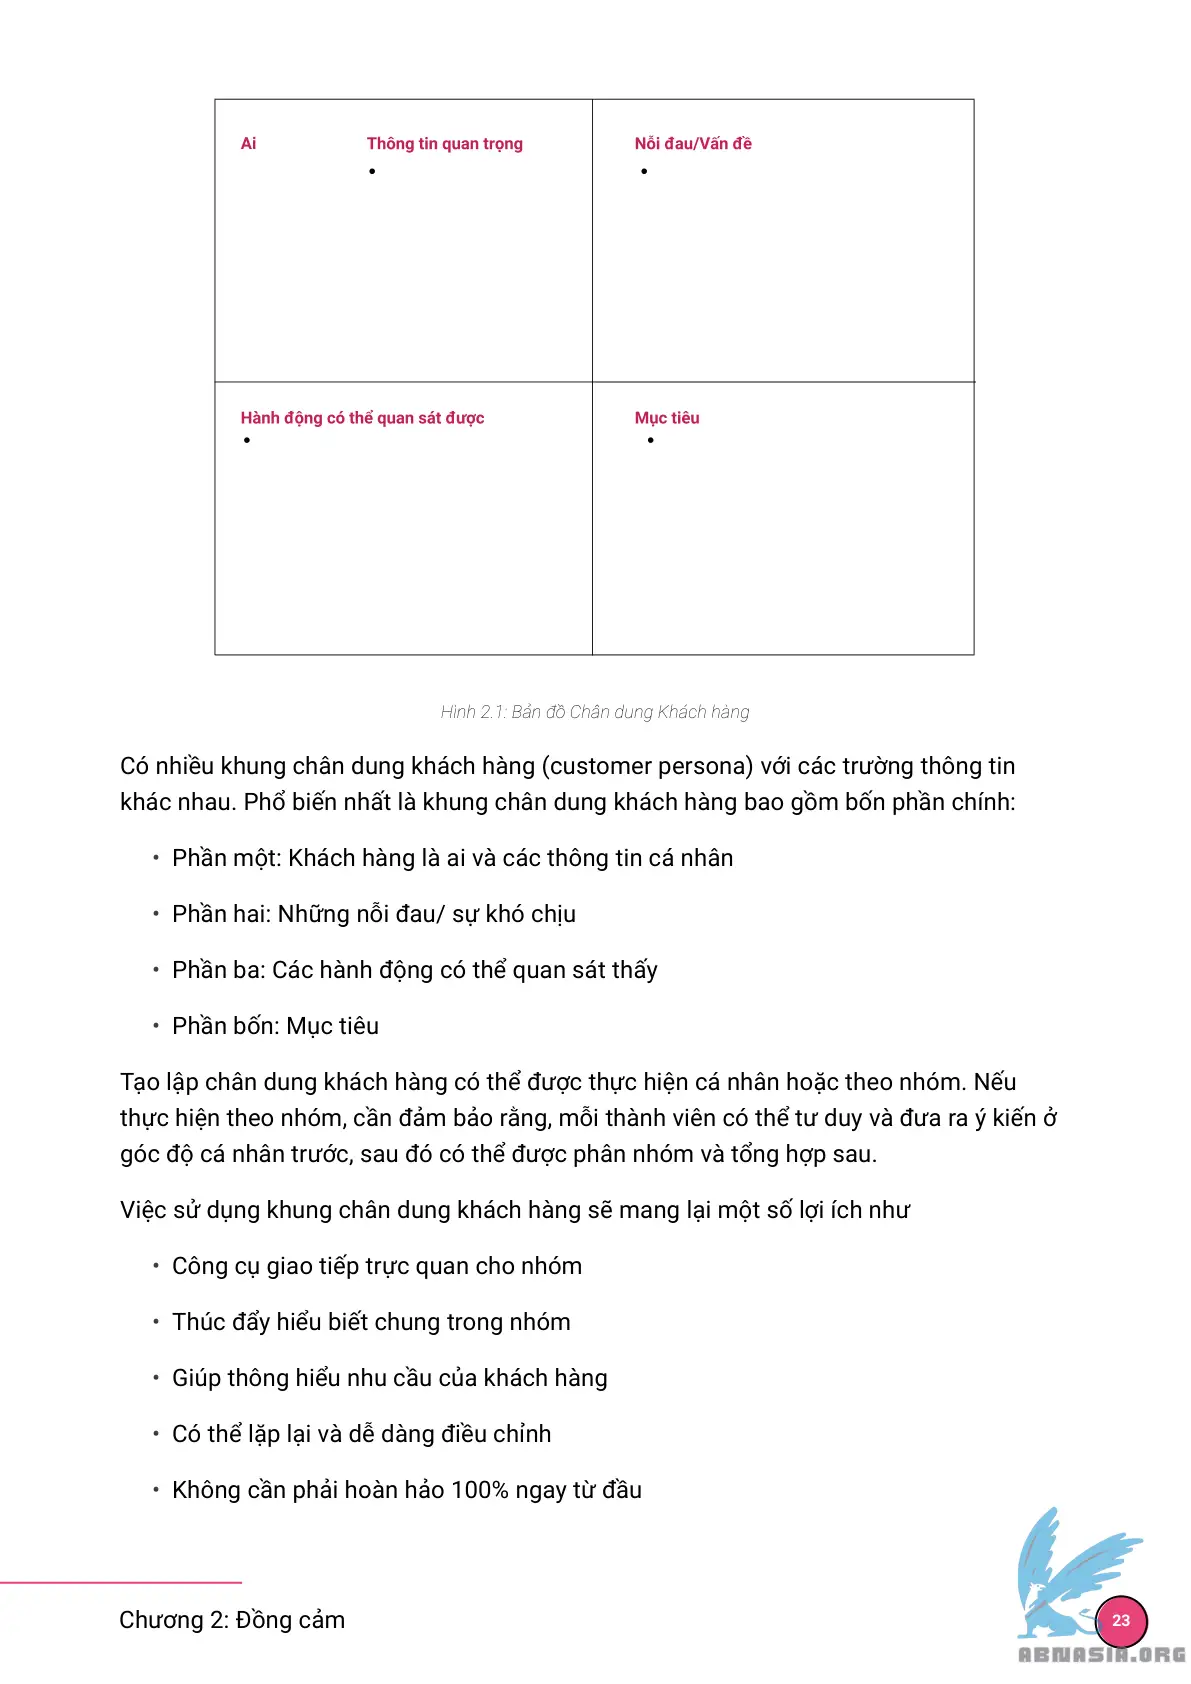 Ai Thông tin quan trọng
•
Nỗi đau/Vấn đề
•
Hành động có thể quan sát được
•
Mục tiêu
•
Hình 2.1: Bản đồ Chân dung Khách hàng
Có nhiều khung chân dung khách hàng (customer persona) với các trường thông tin
khác nhau. Phổ biến nhất là khung chân dung khách hàng bao gồm bốn phần chính:
• Phần một: Khách hàng là ai và các thông tin cá nhân
• Phần hai: Những nỗi đau/ sự khó chịu
• Phần ba: Các hành động có thể quan sát thấy
• Phần bốn: Mục tiêu
Tạo lập chân dung khách hàng có thể được thực hiện cá nhân hoặc theo nhóm. Nếu
thực hiện theo nhóm, cần đảm bảo rằng, mỗi thành viên có thể tư duy và đưa ra ý kiến ở
góc độ cá nhân trước, sau đó có thể được phân nhóm và tổng hợp sau.
Việc sử dụng khung chân dung khách hàng sẽ mang lại một số lợi ích như
• Công cụ giao tiếp trực quan cho nhóm
• Thúc đẩy hiểu biết chung trong nhóm
• Giúp thông hiểu nhu cầu của khách hàng
• Có thể lặp lại và dễ dàng điều chỉnh
• Không cần phải hoàn hảo 100% ngay từ đầu
Chương 2: Đồng cảm
23
ABNASIA.ORG